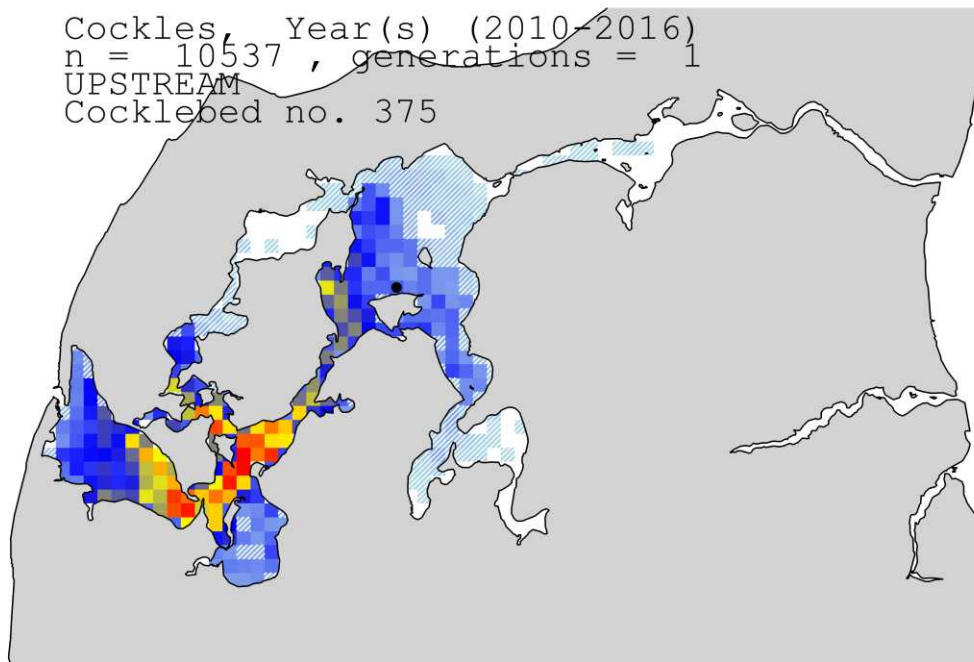 Cockles, Year(s) (2010-2016)
n = 10537 , generations = 1
UPSTREAM
Cocklebed no. 375